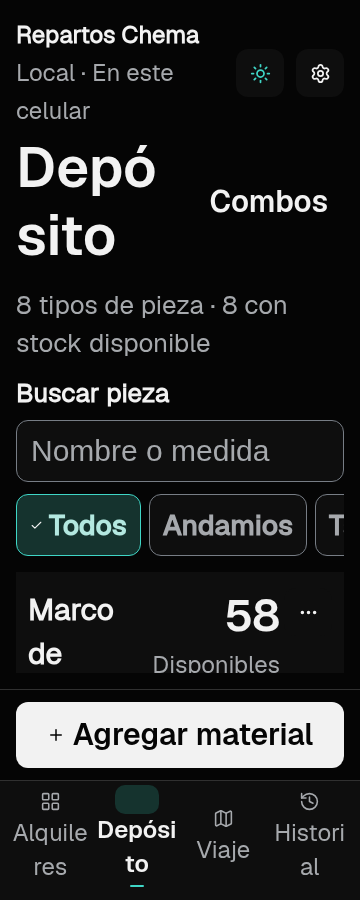 Repartos Chema
Local · En este
celular
Depó
sito
Combos
8 tipos de pieza · 8 con
stock disponible
Buscar pieza
Nombre o medida
Todos
Andamios
T
Marco
de
58
Disponibles
+ Agregar material
Alquile
res
Depósi
to
Viaje
Histori
al